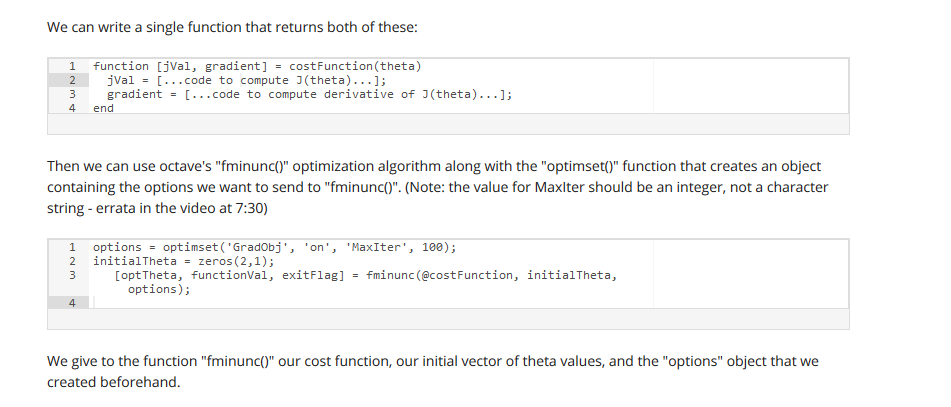 We can write a single function that returns both of these:
1 function [jVal, gradient] = costFunction(theta)
2   jVal = [...code to compute J(theta)...];
3   gradient = [...code to compute derivative of J(theta)...];
4 end
Then we can use octave's "fminunc()" optimization algorithm along with the "optimset()" function that creates an object
containing the options we want to send to "fminunc()". (Note: the value for MaxIter should be an integer, not a character
string - errata in the video at 7:30)
1 options = optimset('GradObj', 'on', 'MaxIter', 100);
2 initialTheta = zeros(2,1);
3    [optTheta, functionVal, exitFlag] = fminunc(@costFunction, initialTheta,
     options);
4
We give to the function "fminunc()" our cost function, our initial vector of theta values, and the "options" object that we
created beforehand.